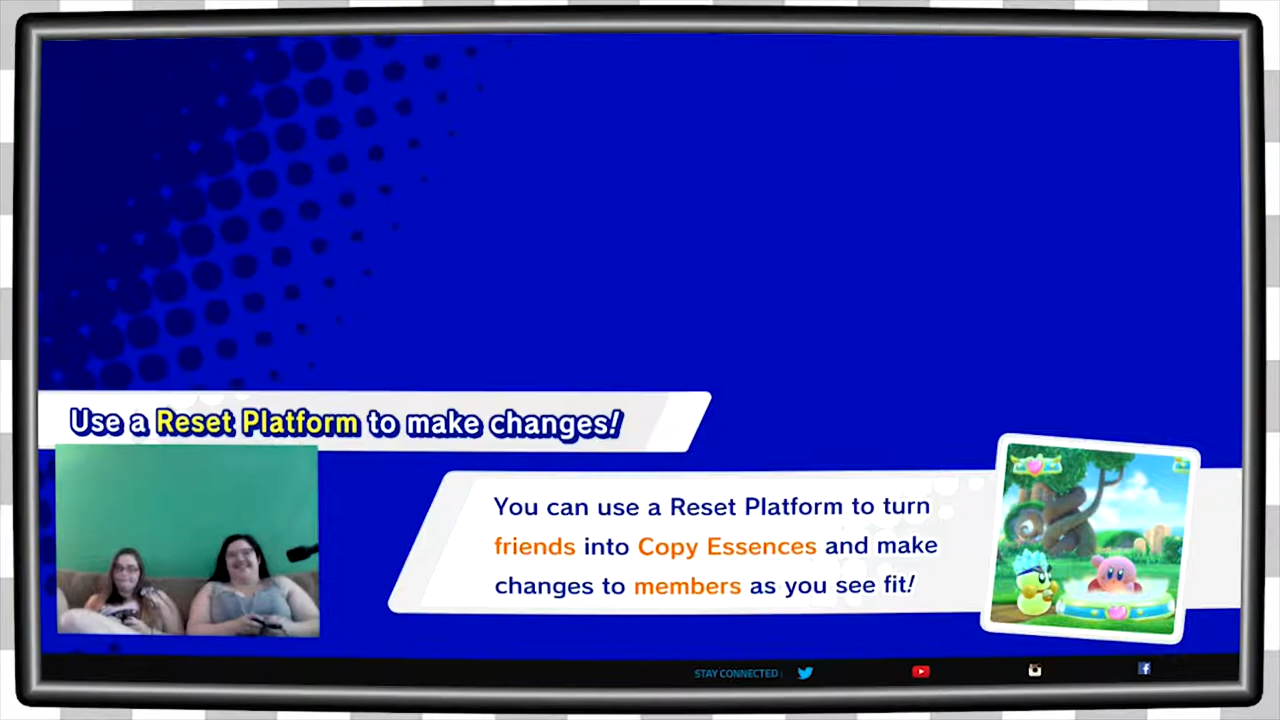 Use a Reset Platform to make changes!
You can use a Reset Platform to turn
friends into Copy Essences and make
changes to members as you see fit!
STAY CONNECTED :